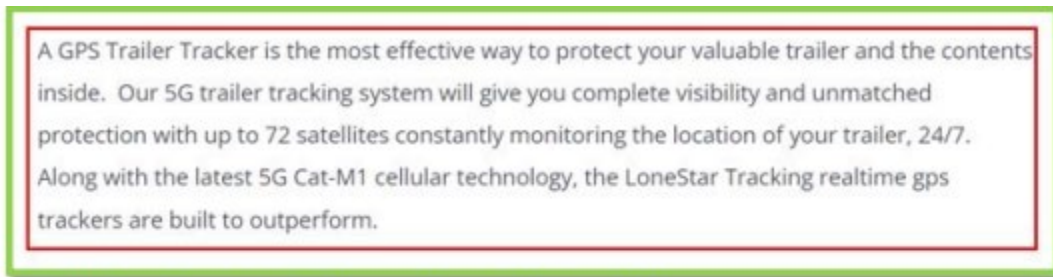 A GPS Trailer Tracker is the most effective way to protect your valuable trailer and the contents
inside.  Our 5G trailer tracking system will give you complete visibility and unmatched
protection with up to 72 satellites constantly monitoring the location of your trailer, 24/7.
Along with the latest 5G Cat-M1 cellular technology, the LoneStar Tracking realtime gps
trackers are built to outperform.